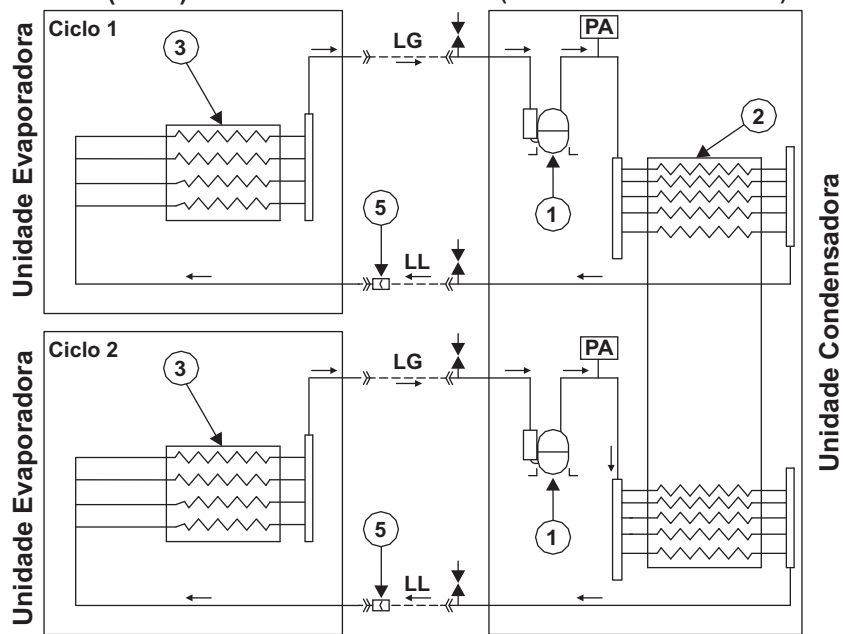 Ciclo 1
3
LG
PA
2
1
5
LL
Unidade Evaporadora
Unidade Condensadora
Ciclo 2
3
LG
PA
1
5
LL
Unidade Evaporadora